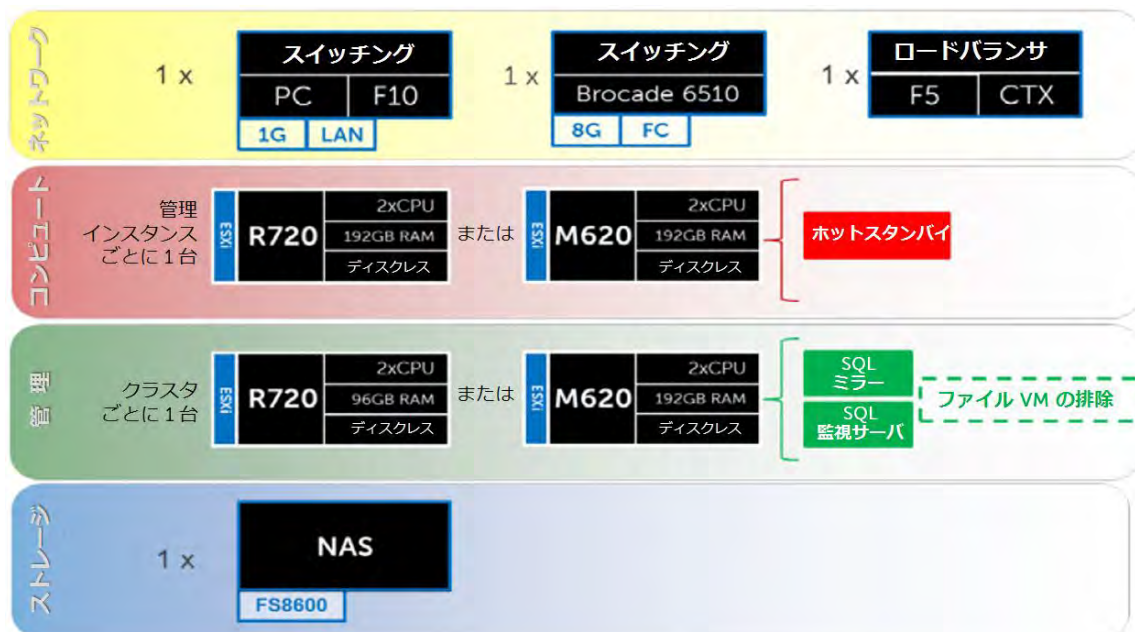 ネットワーク
1 x
スイッチング
PC F10
1G LAN
1 x
スイッチング
Brocade 6510
8G FC
1 x
ロードバランサ
F5 CTX
コンピュート
管理
インスタンス
ごとに1台
ESXi
R720
2xCPU
192GB RAM
ディスクレス
または
ESXi
M620
2xCPU
192GB RAM
ディスクレス
ホットスタンバイ
管理
クラスタ
ごとに1台
ESXi
R720
2xCPU
96GB RAM
ディスクレス
または
ESXi
M620
2xCPU
192GB RAM
ディスクレス
SQL
ミラー
SQL
監視サーバ
ファイル VM の排除
ストレージ
1 x
NAS
FS8600